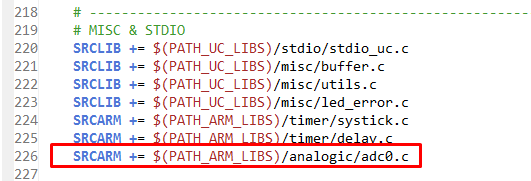 218 # ----------------------------------------------------------
219 # MISC & STDIO
220 SRCLIB += $(PATH_UC_LIBS)/stdio/stdio_uc.c
221 SRCLIB += $(PATH_UC_LIBS)/misc/buffer.c
222 SRCLIB += $(PATH_UC_LIBS)/misc/utils.c
223 SRCLIB += $(PATH_UC_LIBS)/misc/led_error.c
224 SRCARM += $(PATH_ARM_LIBS)/timer/systick.c
225 SRCARM += $(PATH_ARM_LIBS)/timer/delay.c
226 SRCARM += $(PATH_ARM_LIBS)/analogic/adc0.c
227